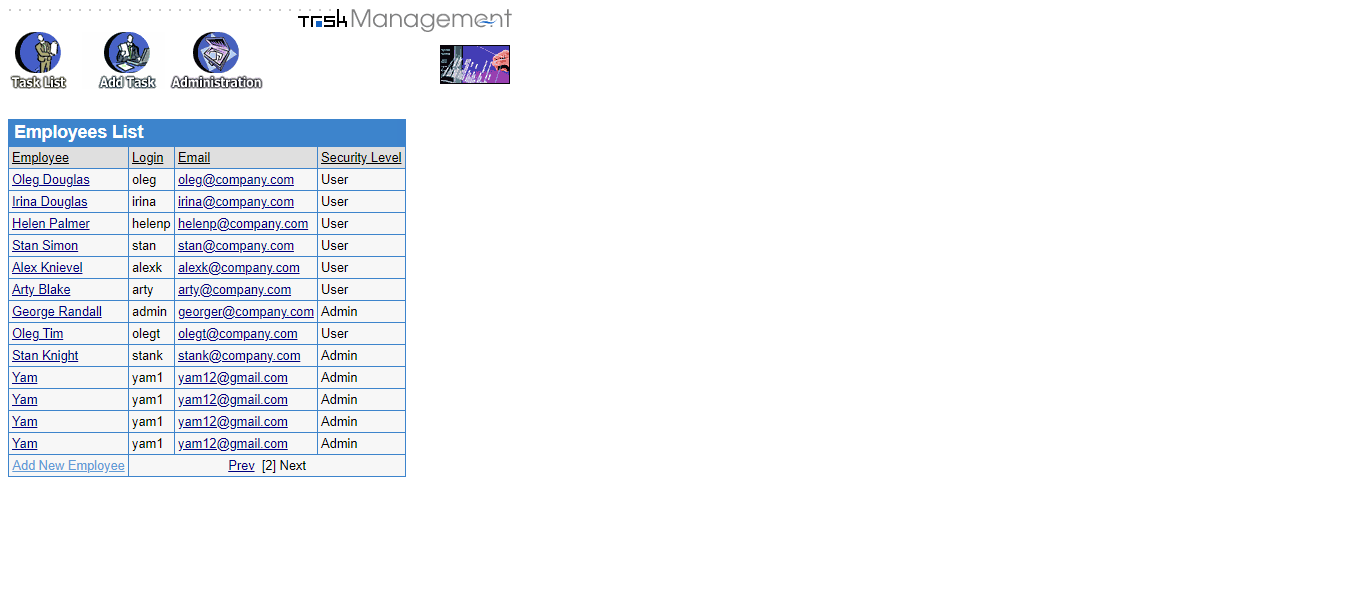 Task Management
Task List Add Task Administration
Employees List
Employee Login Email Security Level
Oleg Douglas oleg oleg@company.com User
Irina Douglas irina irina@company.com User
Helen Palmer helenp helenp@company.com User
Stan Simon stan stan@company.com User
Alex Knievel alexk alexk@company.com User
Arty Blake arty arty@company.com User
George Randall admin georger@company.com Admin
Oleg Tim olegt olegt@company.com User
Stan Knight stank stank@company.com Admin
Yam yam1 yam12@gmail.com Admin
Yam yam1 yam12@gmail.com Admin
Yam yam1 yam12@gmail.com Admin
Yam yam1 yam12@gmail.com Admin
Add New Employee Prev [2] Next